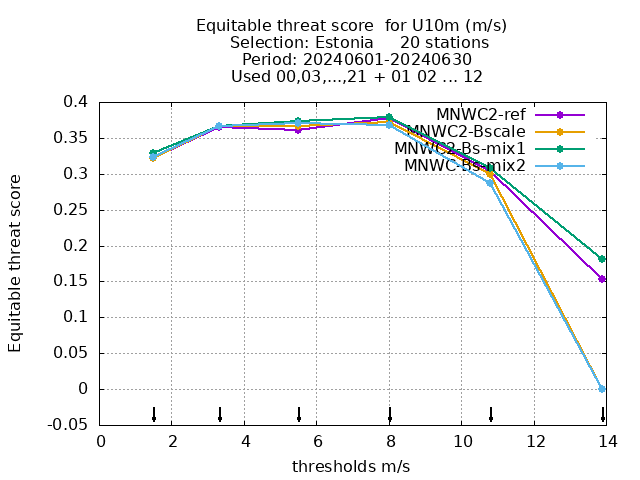 Equitable threat score  for U10m (m/s)
Selection: Estonia     20 stations
Period: 20240601-20240630
Used 00,03,...,21 + 01 02 ... 12
MNWC2-ref
MNWC2-Bscale
MNWC2-Bs-mix1
MNWC-Bs-mix2
Equitable threat score
0.4
0.35
0.3
0.25
0.2
0.15
0.1
0.05
0
-0.05
0 2 4 6 8 10 12 14
thresholds m/s